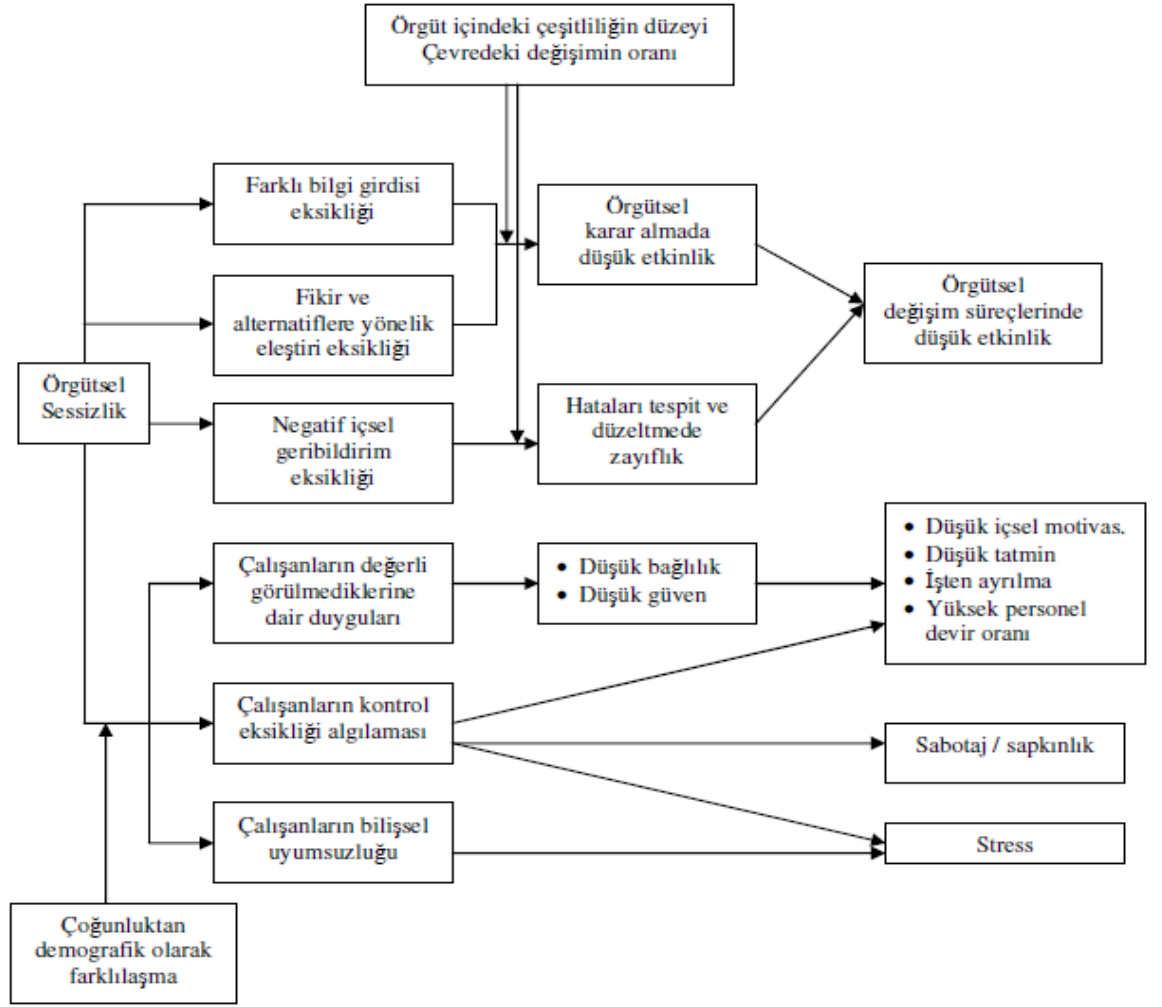 Örgüt içindeki çeşitliliğin düzeyi
Çevredeki değişimin oranı
Farklı bilgi girdisi
eksikliği
Örgütsel
karar almada
düşük etkinlik
Fikir ve
alternatiflere yönelik
eleştiri eksikliği
Örgütsel
değişim süreçlerinde
düşük etkinlik
Örgütsel
Sessizlik
Negatif içsel
geribildirim
eksikliği
Hataları tespit ve
düzeltmede
zayıflık
Çalışanların değerli
görülmediklerine
dair duyguları
• Düşük bağlılık
• Düşük güven
• Düşük içsel motivas.
• Düşük tatmin
• İşten ayrılma
• Yüksek personel
devir oranı
Çalışanların kontrol
eksikliği algılaması
Sabotaj / sapkınlık
Çalışanların bilişsel
uyumsuzluğu
Stress
Çoğunluktan
demografik olarak
farklılaşma